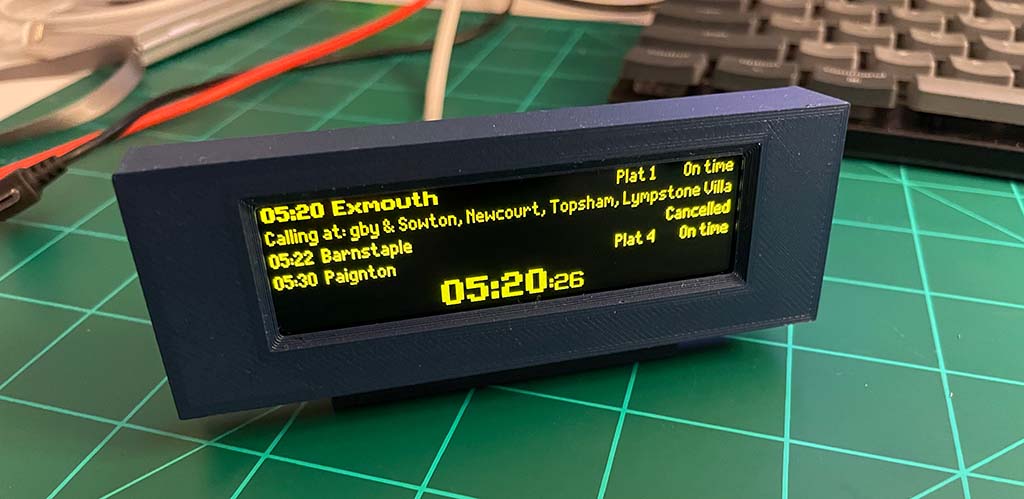 05:20 Exmouth Plat 1 On time
Calling at: gby & Sowton, Newcourt, Topsham, Lympstone Villa
05:22 Barnstaple Cancelled
05:30 Paignton Plat 4 On time
05:20:26